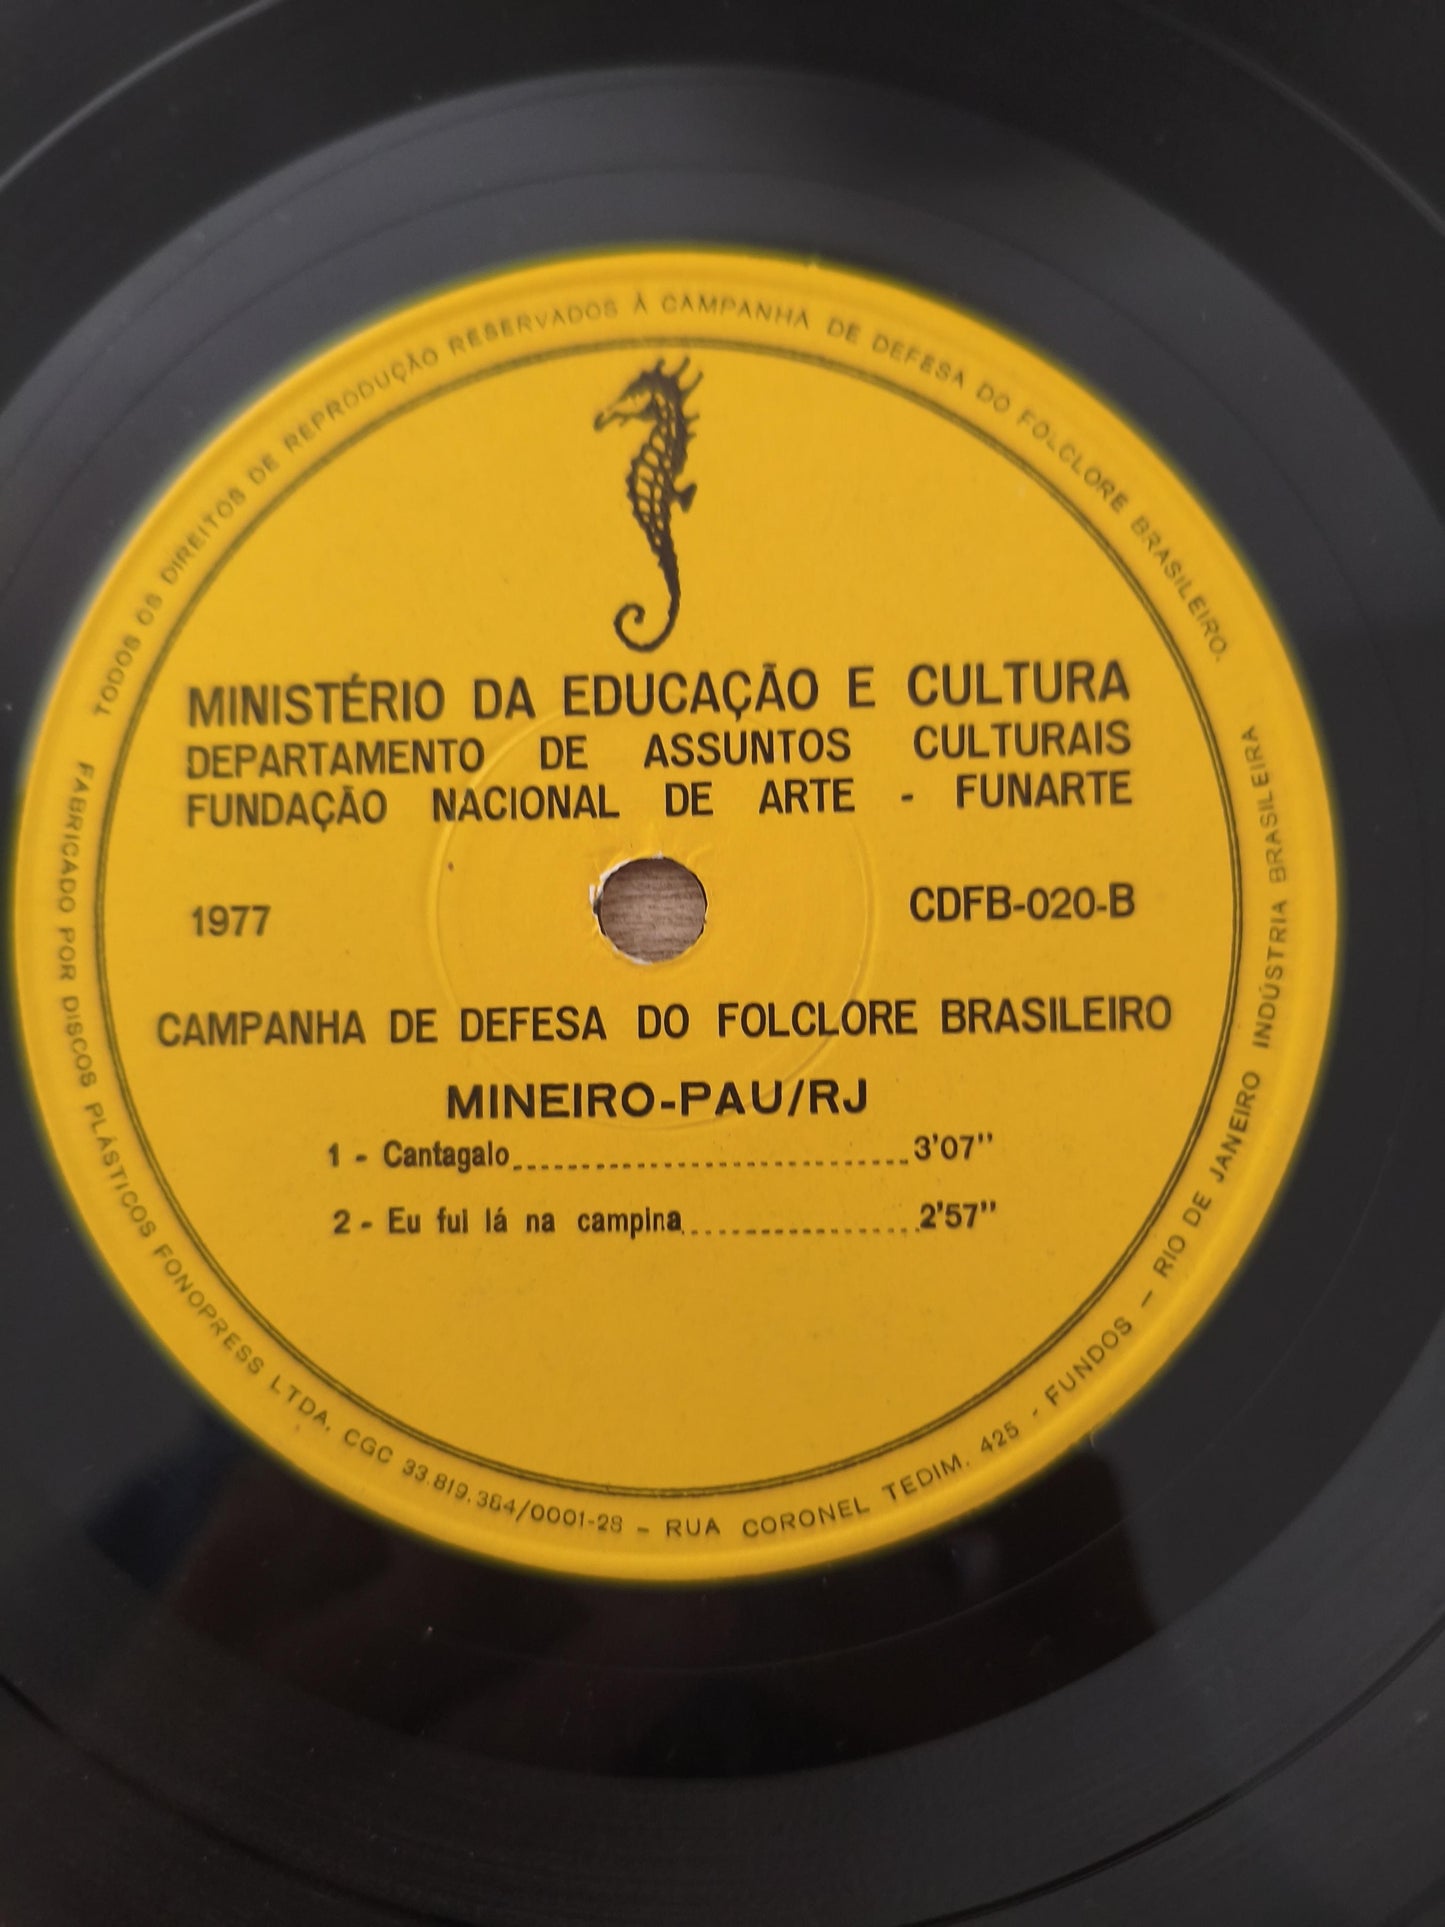 TODOS OS DIREITOS DE REPRODUÇÃO RESERVADOS À CAMPANHA DE DEFESA DO FOLCLORE BRASILEIRO.
MINISTÉRIO DA EDUCAÇÃO E CULTURA
DEPARTAMENTO DE ASSUNTOS CULTURAIS
FUNDAÇÃO NACIONAL DE ARTE - FUNARTE
1977 CDFB-020-B
CAMPANHA DE DEFESA DO FOLCLORE BRASILEIRO
MINEIRO-PAU/RJ
1 - Cantagalo..............................3'07"
2 - Eu fui lá na campina..................2'57"
FABRICADO POR DISCOS PLÁSTICOS FONOPRESS LTDA. CGC 33.819.384/0001-28 - RUA CORONEL TEDIM, 425 - FUNDOS - RIO DE JANEIRO INDÚSTRIA BRASILEIRA